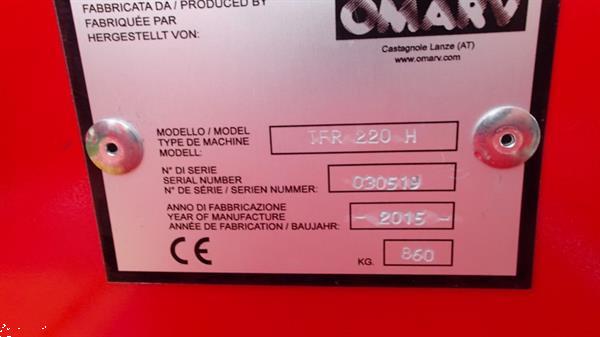 FABBRICATA DA / PRODUCED BY
FABRIQUÉE PAR
HERGESTELLT VON:
OMARV
Castagnole Lanze (AT)
www.omarv.com
MODELLO / MODEL
TYPE DE MACHINE
MODELL:
TFR 220 H
N° DI SERIE
SERIAL NUMBER
N° DE SÉRIE / SERIEN NUMMER:
030519
ANNO DI FABBRICAZIONE
YEAR OF MANUFACTURE
ANNÉE DE FABRICATION / BAUJAHR:
- 2015 -
CE
KG.
860